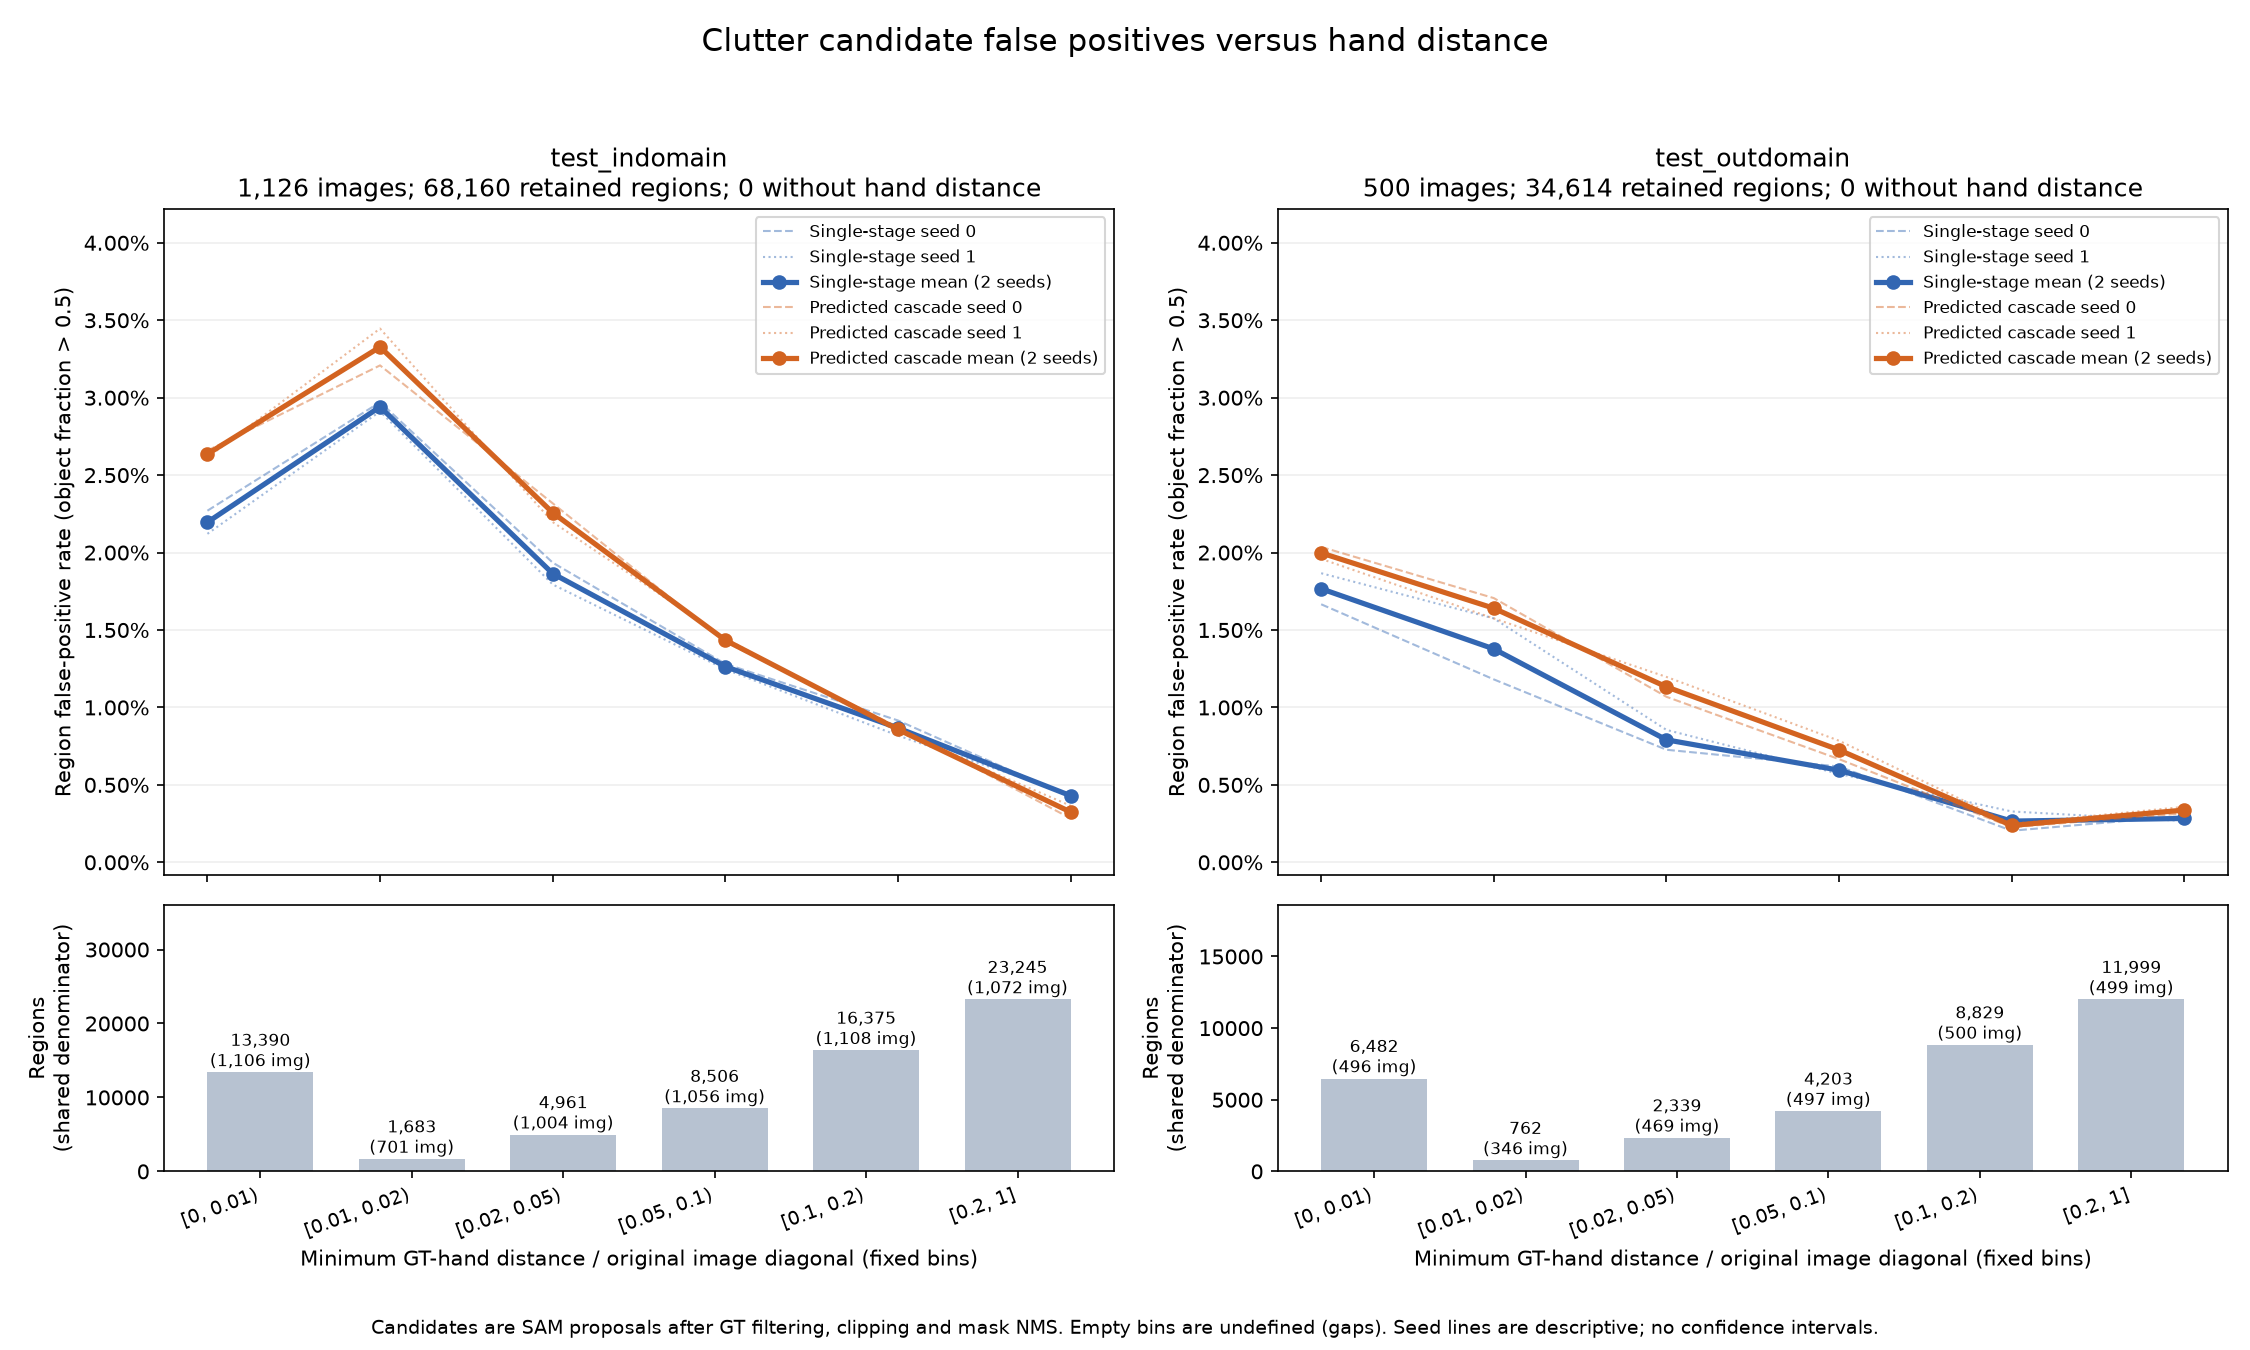 Clutter candidate false positives versus hand distance
test_indomain
1,126 images; 68,160 retained regions; 0 without hand distance
Region false-positive rate (object fraction > 0.5)
4.00%
3.50%
3.00%
2.50%
2.00%
1.50%
1.00%
0.50%
0.00%
Single-stage seed 0
Single-stage seed 1
Single-stage mean (2 seeds)
Predicted cascade seed 0
Predicted cascade seed 1
Predicted cascade mean (2 seeds)
test_outdomain
500 images; 34,614 retained regions; 0 without hand distance
Region false-positive rate (object fraction > 0.5)
4.00%
3.50%
3.00%
2.50%
2.00%
1.50%
1.00%
0.50%
0.00%
Single-stage seed 0
Single-stage seed 1
Single-stage mean (2 seeds)
Predicted cascade seed 0
Predicted cascade seed 1
Predicted cascade mean (2 seeds)
Regions
(shared denominator)
30000
20000
10000
0
13,390
(1,106 img)
1,683
(701 img)
4,961
(1,004 img)
8,506
(1,056 img)
16,375
(1,108 img)
23,245
(1,072 img)
[0, 0.01)
[0.01, 0.02)
[0.02, 0.05)
[0.05, 0.1)
[0.1, 0.2)
[0.2, 1]
Minimum GT-hand distance / original image diagonal (fixed bins)
Regions
(shared denominator)
15000
10000
5000
0
6,482
(496 img)
762
(346 img)
2,339
(469 img)
4,203
(497 img)
8,829
(500 img)
11,999
(499 img)
[0, 0.01)
[0.01, 0.02)
[0.02, 0.05)
[0.05, 0.1)
[0.1, 0.2)
[0.2, 1]
Minimum GT-hand distance / original image diagonal (fixed bins)
Candidates are SAM proposals after GT filtering, clipping and mask NMS. Empty bins are undefined (gaps). Seed lines are descriptive; no confidence intervals.